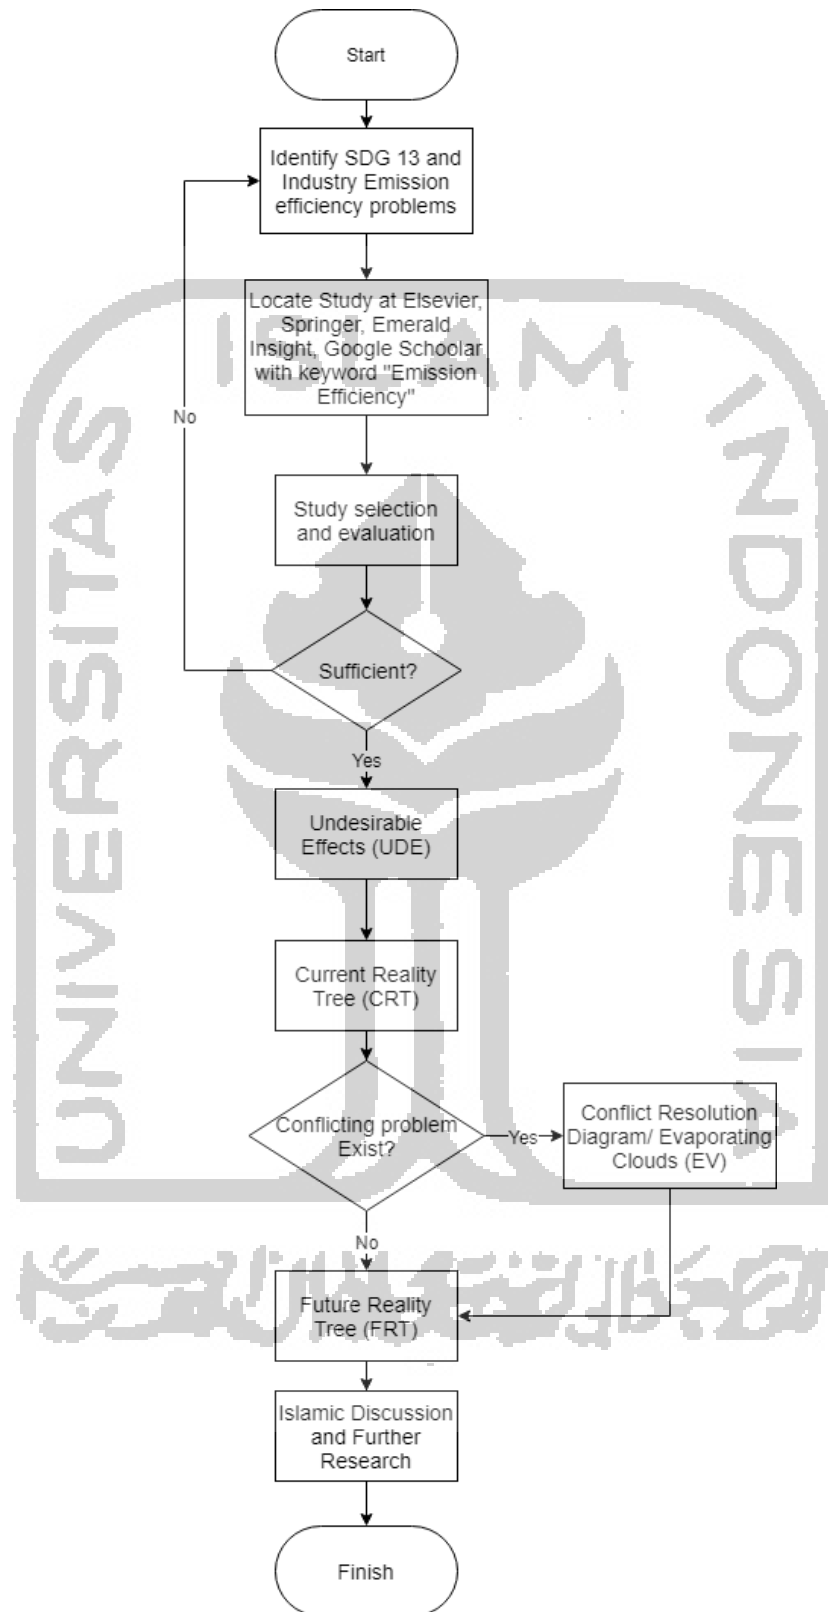 Start
Identify SDG 13 and
Industry Emission
efficiency problems
Locate Study at Elsevier,
Springer, Emerald
Insight, Google Schoolar
with keyword "Emission
Efficiency"
No
Study selection
and evaluation
Sufficient?
Yes
Undesirable
Effects (UDE)
Current Reality
Tree (CRT)
Conflicting problem
Exist?
Yes
Conflict Resolution
Diagram/ Evaporating
Clouds (EV)
No
Future Reality
Tree (FRT)
Islamic Discussion
and Further
Research
Finish
UNIVERSITAS
ISLAM
INDONESIA